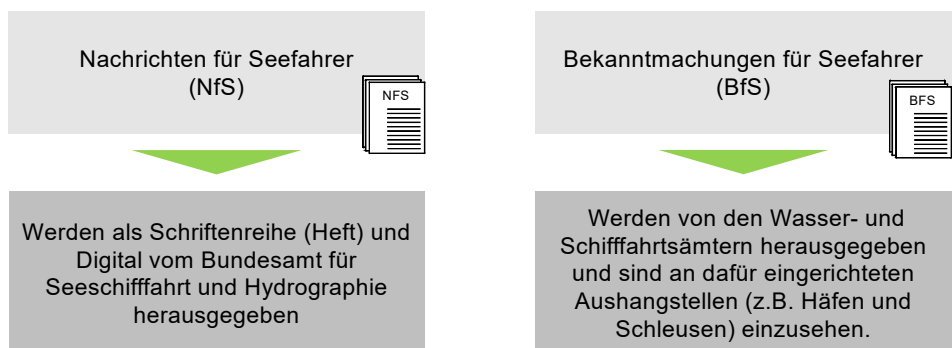 Nachrichten für Seefahrer
(NfS)
NFS
Werden als Schriftenreihe (Heft) und
Digital vom Bundesamt für
Seeschifffahrt und Hydrographie
herausgegeben
Bekanntmachungen für Seefahrer
(BfS)
BFS
Werden von den Wasser- und
Schifffahrtsämtern herausgegeben
und sind an dafür eingerichteten
Aushangstellen (z.B. Häfen und
Schleusen) einzusehen.